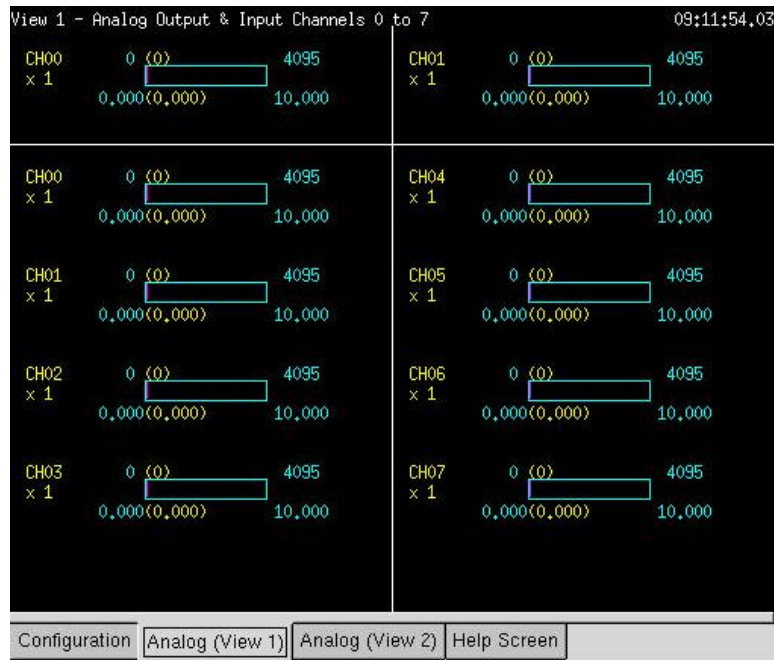 View 1 - Analog Output & Input Channels 0 to 7 09:11:54.03
CH00 0 (0) 4095 CH01 0 (0) 4095
x 1 x 1
0.000(0.000) 10.000 0.000(0.000) 10.000
CH00 0 (0) 4095 CH04 0 (0) 4095
x 1 x 1
0.000(0.000) 10.000 0.000(0.000) 10.000
CH01 0 (0) 4095 CH05 0 (0) 4095
x 1 x 1
0.000(0.000) 10.000 0.000(0.000) 10.000
CH02 0 (0) 4095 CH06 0 (0) 4095
x 1 x 1
0.000(0.000) 10.000 0.000(0.000) 10.000
CH03 0 (0) 4095 CH07 0 (0) 4095
x 1 x 1
0.000(0.000) 10.000 0.000(0.000) 10.000
Configuration Analog (View 1) Analog (View 2) Help Screen